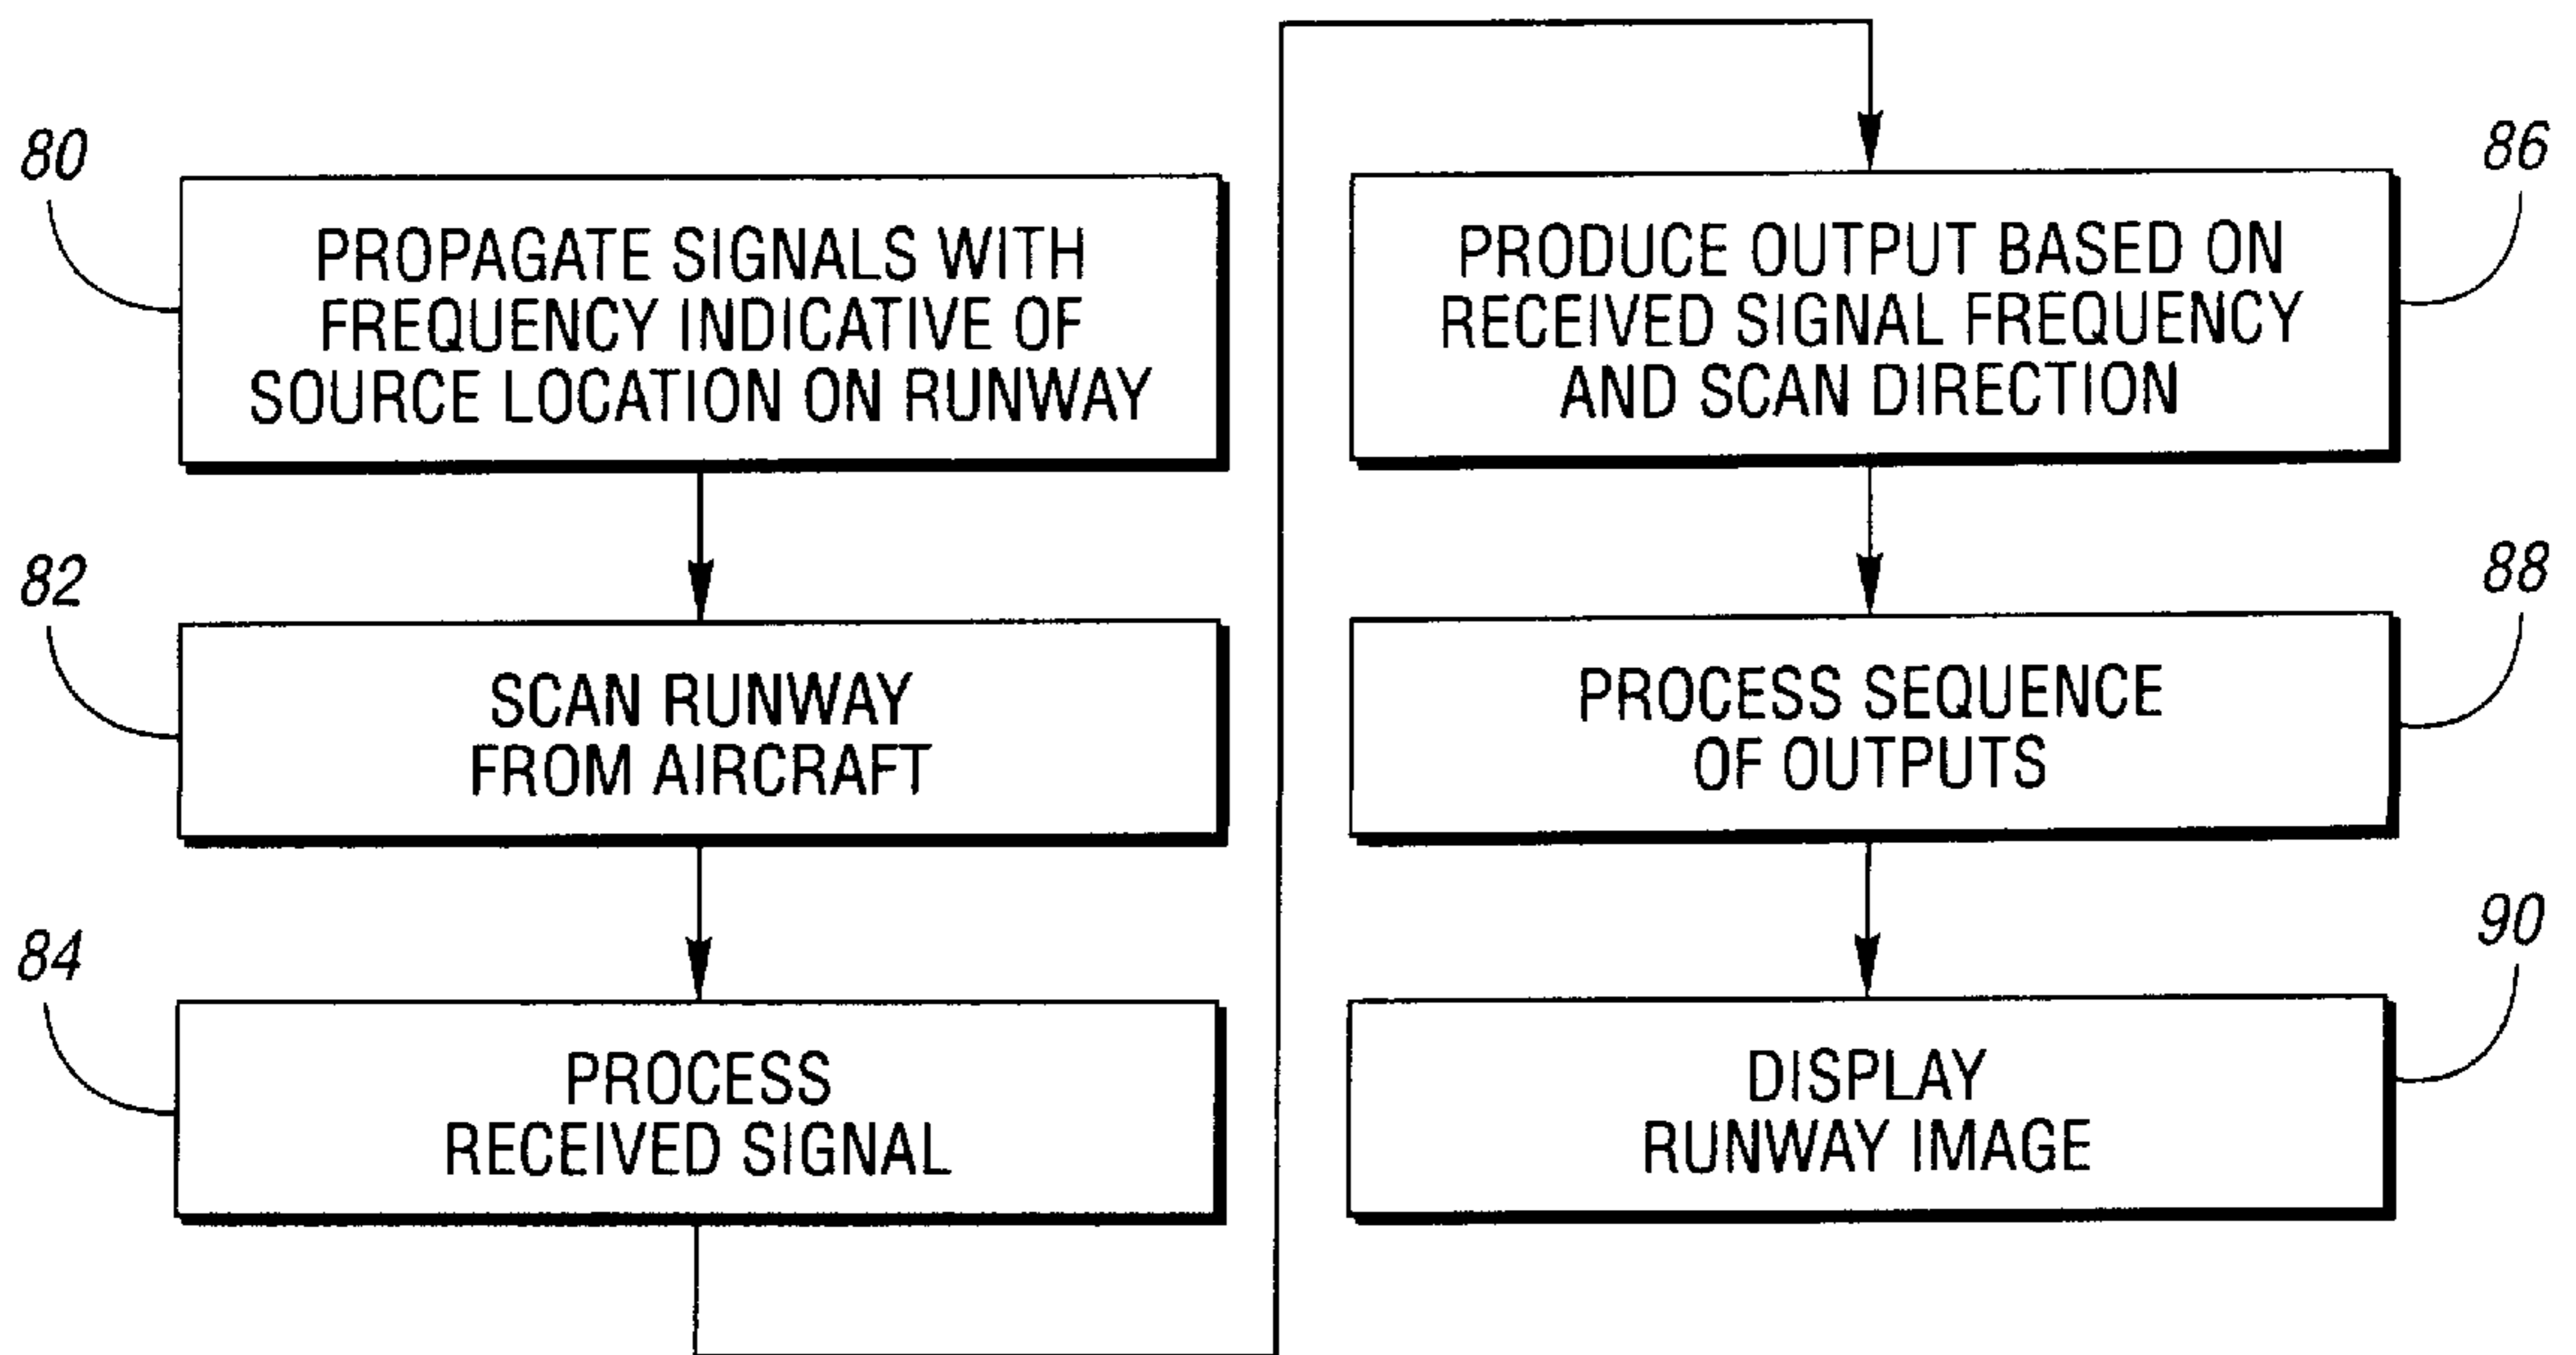 80
PROPAGATE SIGNALS WITH
FREQUENCY INDICATIVE OF
SOURCE LOCATION ON RUNWAY
82
SCAN RUNWAY
FROM AIRCRAFT
84
PROCESS
RECEIVED SIGNAL
86
PRODUCE OUTPUT BASED ON
RECEIVED SIGNAL FREQUENCY
AND SCAN DIRECTION
88
PROCESS SEQUENCE
OF OUTPUTS
90
DISPLAY
RUNWAY IMAGE